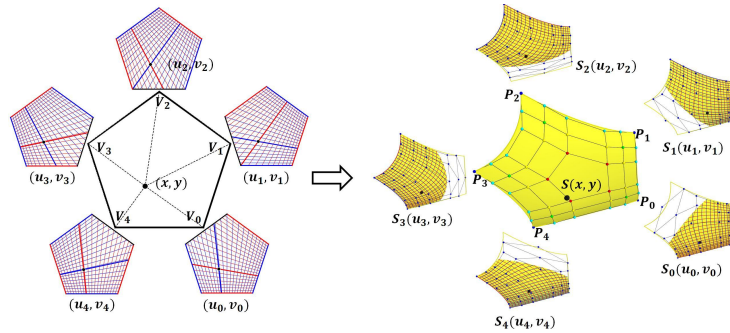 (u₂, v₂)
V₂
V₃
V₁
(x, y)
V₄
V₀
(u₃, v₃)
(u₁, v₁)
(u₄, v₄)
(u₀, v₀)
S₂(u₂, v₂)
P₂
P₁
S₁(u₁, v₁)
P₃
S(x, y)
S₃(u₃, v₃)
P₀
P₄
S₀(u₀, v₀)
S₄(u₄, v₄)